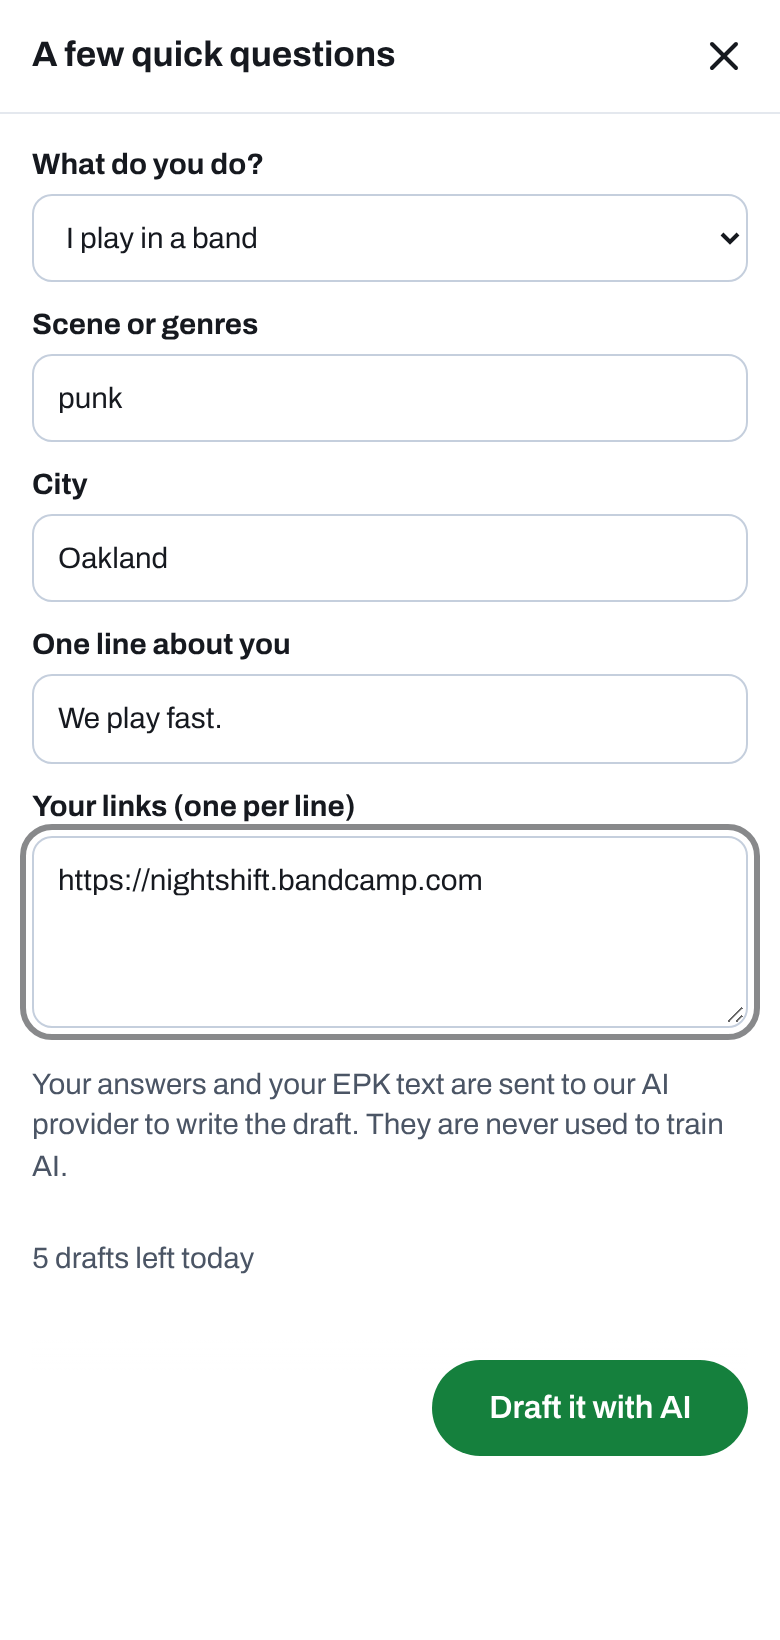 A few quick questions
What do you do?
I play in a band
Scene or genres
punk
City
Oakland
One line about you
We play fast.
Your links (one per line)
https://nightshift.bandcamp.com
Your answers and your EPK text are sent to our AI
provider to write the draft. They are never used to train
AI.
5 drafts left today
Draft it with AI